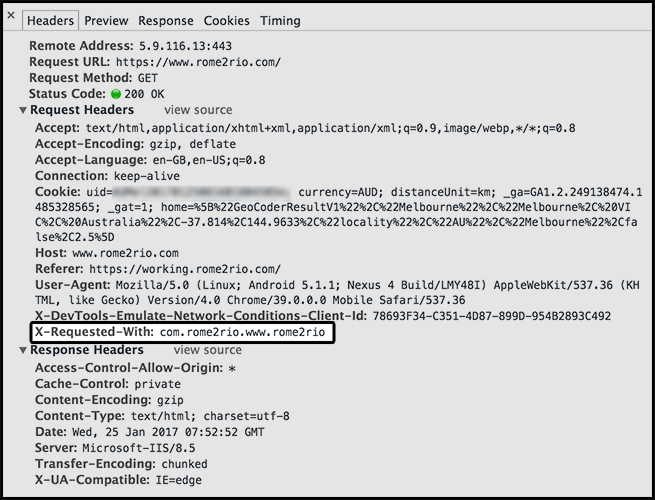 × Headers Preview Response Cookies Timing
Remote Address: 5.9.116.13:443
Request URL: https://www.rome2rio.com/
Request Method: GET
Status Code: 200 OK
▼ Request Headers view source
Accept: text/html,application/xhtml+xml,application/xml;q=0.9,image/webp,*/*;q=0.8
Accept-Encoding: gzip, deflate
Accept-Language: en-GB,en-US;q=0.8
Connection: keep-alive
Cookie: uid= currency=AUD; distanceUnit=km; _ga=GA1.2.249138474.1
485328565; _gat=1; home=%5B%22GeoCoderResultV1%22%2C%22Melbourne%22%2C%22Melbourne%2C%20VI
C%2C%20Australia%22%2C-37.814%2C144.9633%2C%22locality%22%2C%22AU%22%2C%22Melbourne%22%2Cfa
lse%2C2.5%5D
Host: www.rome2rio.com
Referer: https://working.rome2rio.com/
User-Agent: Mozilla/5.0 (Linux; Android 5.1.1; Nexus 4 Build/LMY48I) AppleWebKit/537.36 (KH
TML, like Gecko) Version/4.0 Chrome/39.0.0.0 Mobile Safari/537.36
X-DevTools-Emulate-Network-Conditions-Client-Id: 78693F34-C351-4D87-899D-954B2893C492
X-Requested-With: com.rome2rio.www.rome2rio
▼ Response Headers view source
Access-Control-Allow-Origin: *
Cache-Control: private
Content-Encoding: gzip
Content-Type: text/html; charset=utf-8
Date: Wed, 25 Jan 2017 07:52:52 GMT
Server: Microsoft-IIS/8.5
Transfer-Encoding: chunked
X-UA-Compatible: IE=edge